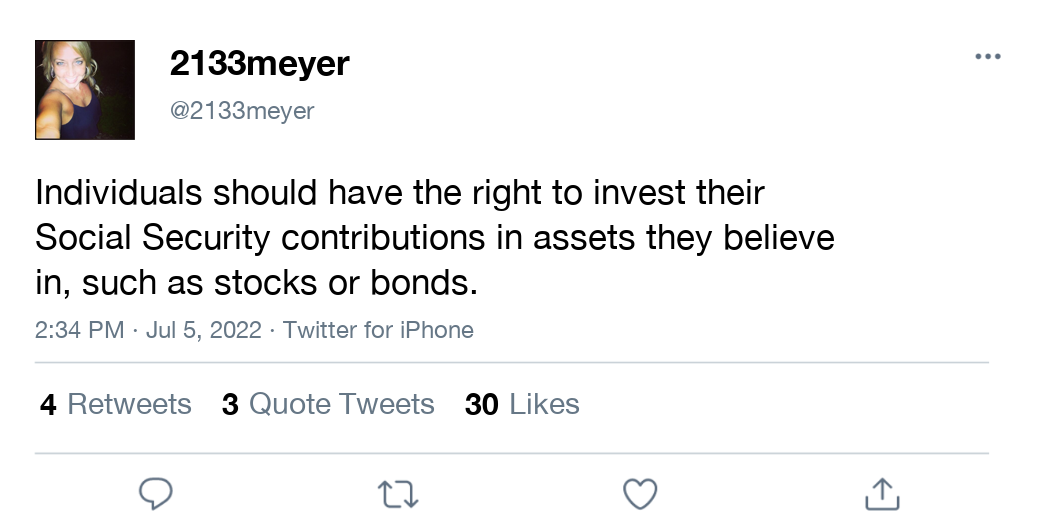 2133meyer
@2133meyer
Individuals should have the right to invest their
Social Security contributions in assets they believe
in, such as stocks or bonds.
2:34 PM · Jul 5, 2022 · Twitter for iPhone
4 Retweets 3 Quote Tweets 30 Likes